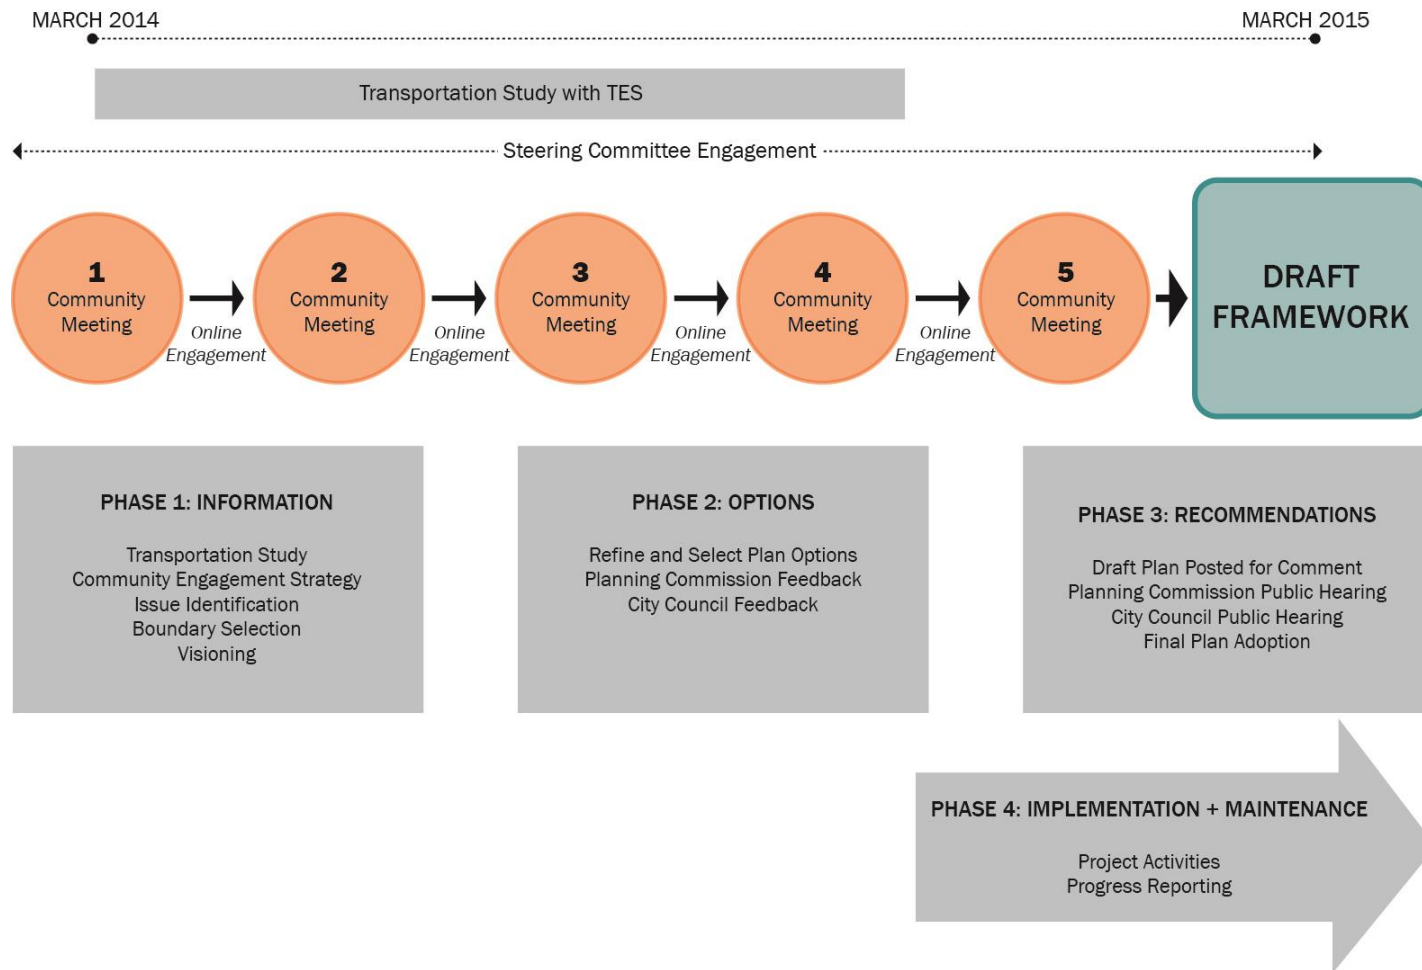 MARCH 2014
MARCH 2015
Transportation Study with TES
Steering Committee Engagement
1
Community
Meeting
Online
Engagement
2
Community
Meeting
Online
Engagement
3
Community
Meeting
Online
Engagement
4
Community
Meeting
Online
Engagement
5
Community
Meeting
DRAFT
FRAMEWORK
PHASE 1: INFORMATION
Transportation Study
Community Engagement Strategy
Issue Identification
Boundary Selection
Visioning
PHASE 2: OPTIONS
Refine and Select Plan Options
Planning Commission Feedback
City Council Feedback
PHASE 3: RECOMMENDATIONS
Draft Plan Posted for Comment
Planning Commission Public Hearing
City Council Public Hearing
Final Plan Adoption
PHASE 4: IMPLEMENTATION + MAINTENANCE
Project Activities
Progress Reporting